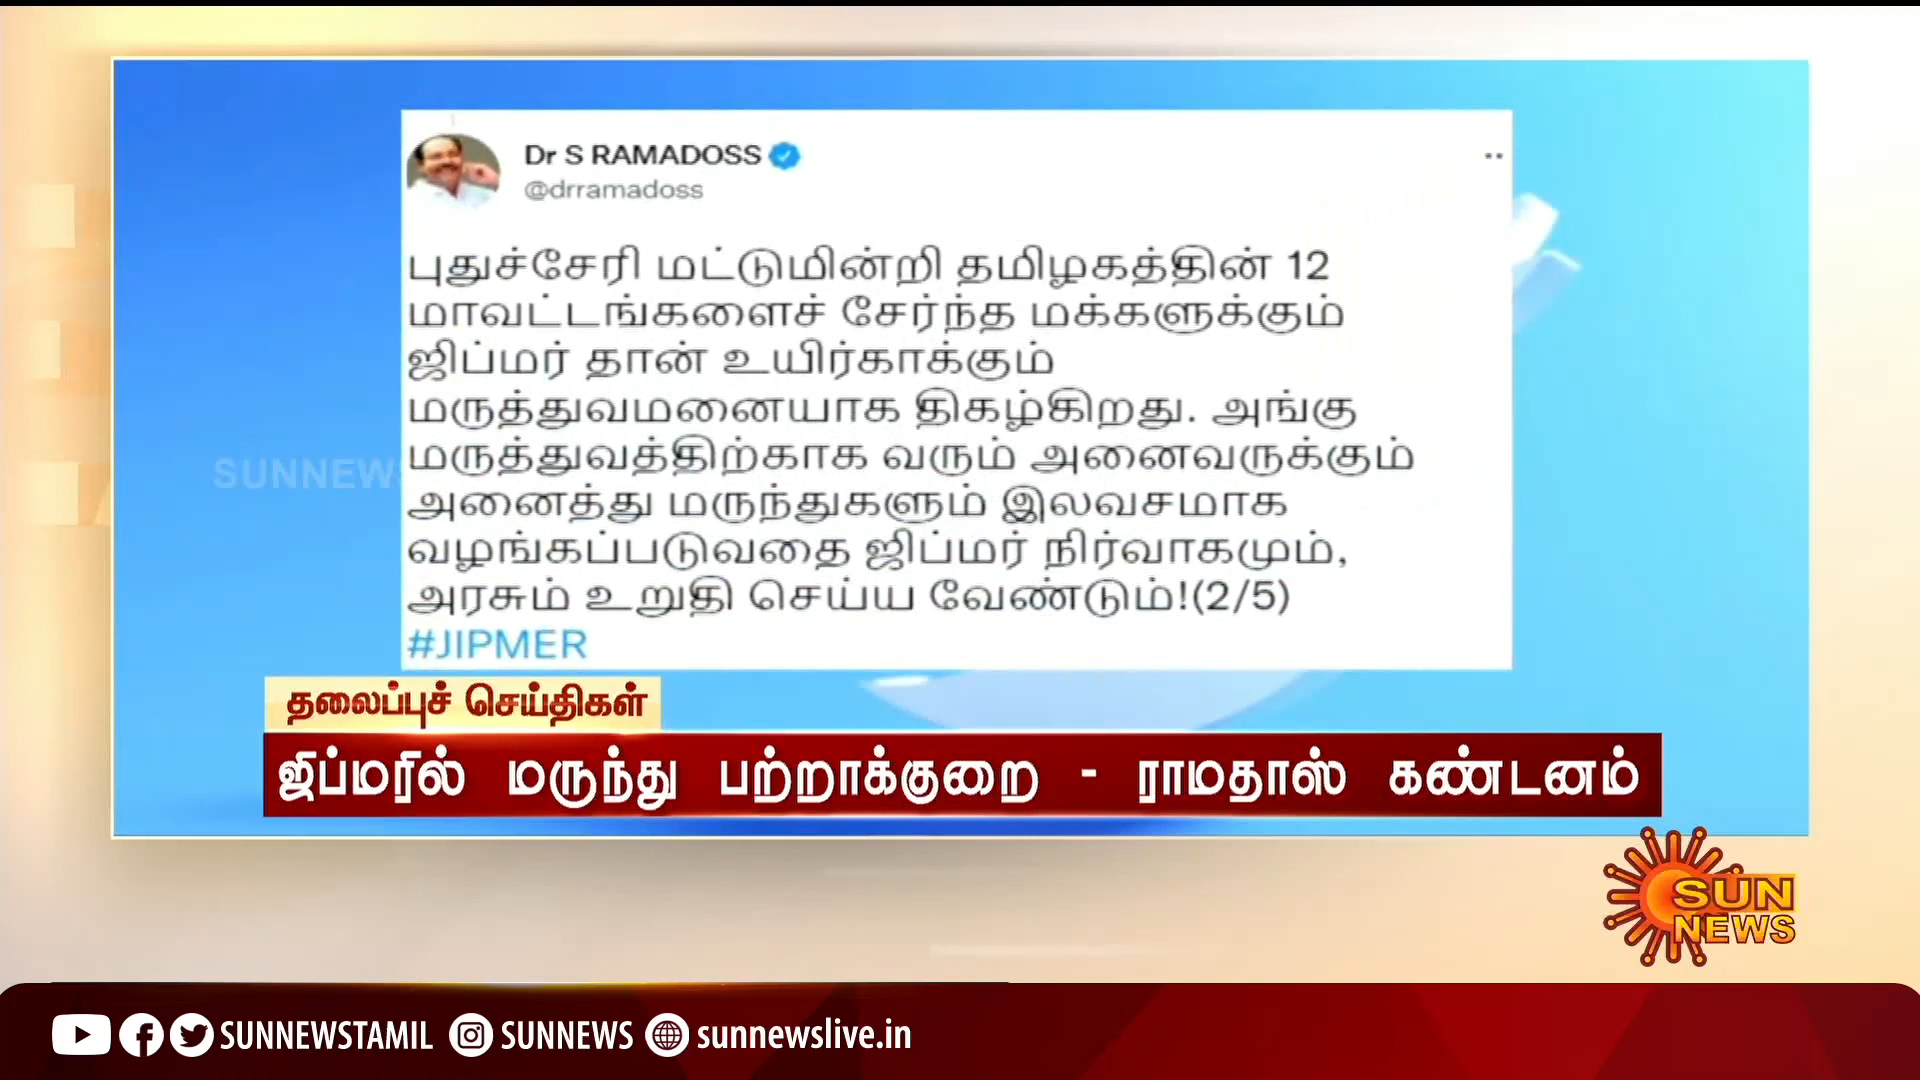 Dr S RAMADOSS
@drramadoss
புதுச்சேரி மட்டுமின்றி தமிழகத்தின் 12
மாவட்டங்களைச் சேர்ந்த மக்களுக்கும்
ஜிப்மர் தான் உயிர்காக்கும்
மருத்துவமனையாக திகழ்கிறது. அங்கு
மருத்துவத்திற்காக வரும் அனைவருக்கும்
அனைத்து மருந்துகளும் இலவசமாக
வழங்கப்படுவதை ஜிப்மர் நிர்வாகமும்,
அரசும் உறுதி செய்ய வேண்டும்!(2/5)
#JIPMER
SUNNEWS
தலைப்புச் செய்திகள்
ஜிப்மரில் மருந்து பற்றாக்குறை - ராமதாஸ் கண்டனம்
SUN
NEWS
SUNNEWSTAMIL SUNNEWS sunnewslive.in